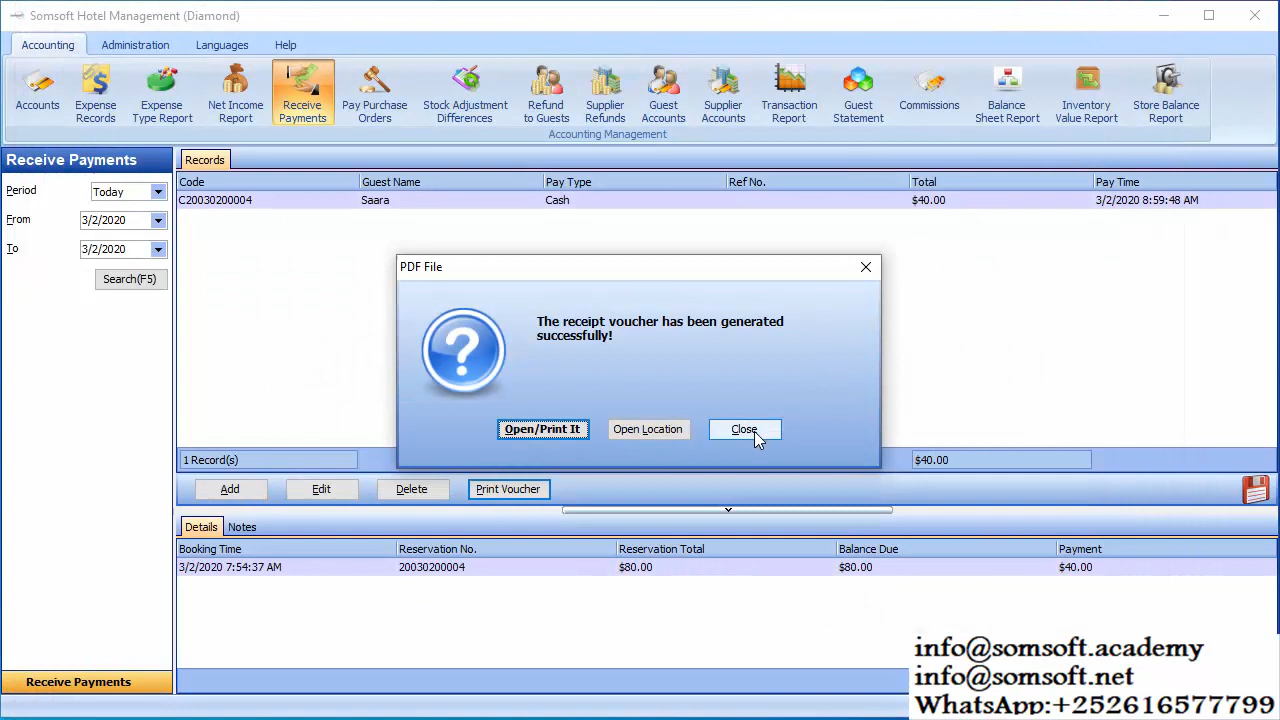 Somsoft Hotel Management (Diamond)
Accounting Administration Languages Help
Accounts
Expense Records
Expense Type Report
Net Income Report
Receive Payments
Pay Purchase Orders
Stock Adjustment Differences
Refund to Guests
Supplier Refunds
Guest Accounts
Supplier Accounts
Transaction Report
Guest Statement
Commissions
Balance Sheet Report
Inventory Value Report
Store Balance Report
Accounting Management
Receive Payments
Period Today
From 3/2/2020
To 3/2/2020
Search(F5)
Records
Code Guest Name Pay Type Ref No. Total Pay Time
C20030200004 Saara Cash $40.00 3/2/2020 8:59:48 AM
PDF File
The receipt voucher has been generated
successfully!
Open/Print It Open Location Close
1 Record(s) $40.00
Add Edit Delete Print Voucher
Details Notes
Booking Time Reservation No. Reservation Total Balance Due Payment
3/2/2020 7:54:37 AM 20030200004 $80.00 $80.00 $40.00
Receive Payments
info@somsoft.academy
info@somsoft.net
WhatsApp:+252616577799